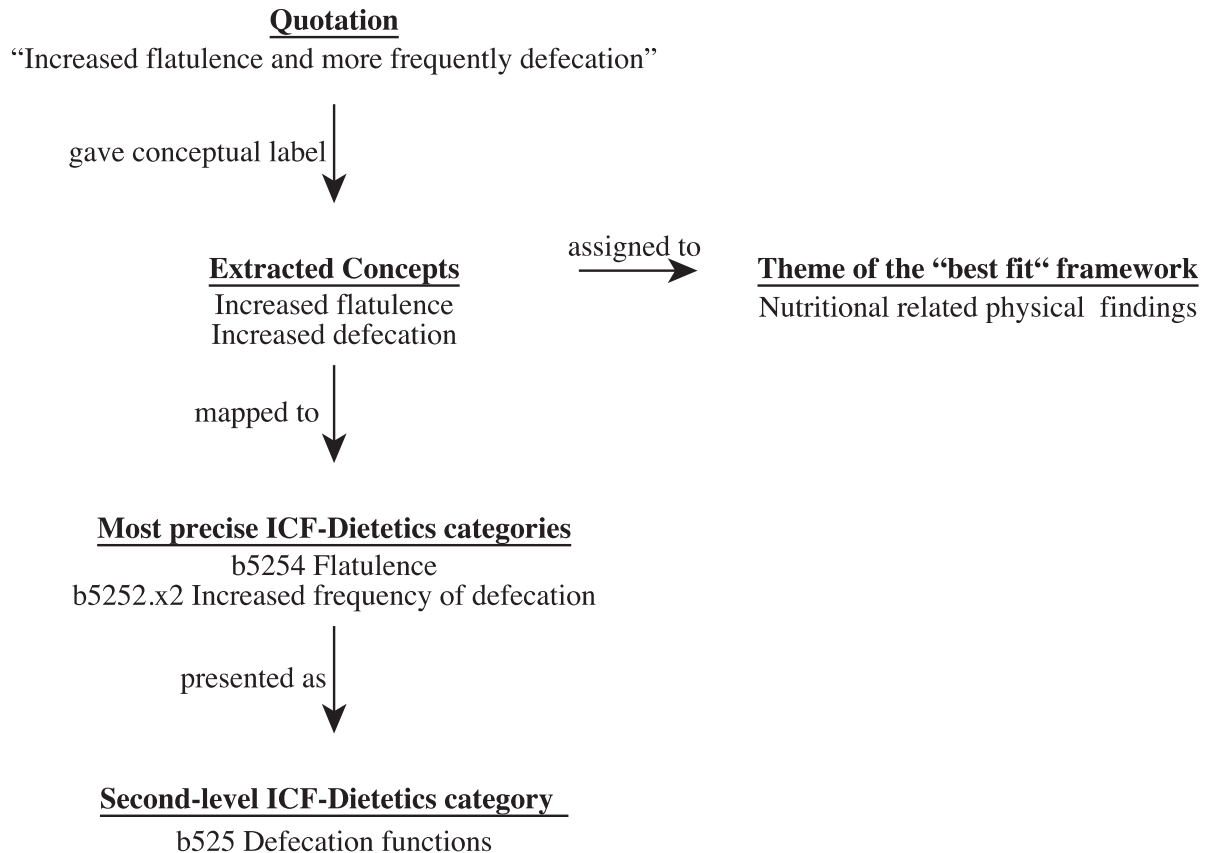 Quotation
“Increased flatulence and more frequently defecation”
gave conceptual label
assigned to
Extracted Concepts
Increased flatulence
Increased defecation
Theme of the “best fit“ framework
Nutritional related physical findings
mapped to
Most precise ICF-Dietetics categories
b5254 Flatulence
b5252.x2 Increased frequency of defecation
presented as
Second-level ICF-Dietetics category
b525 Defecation functions